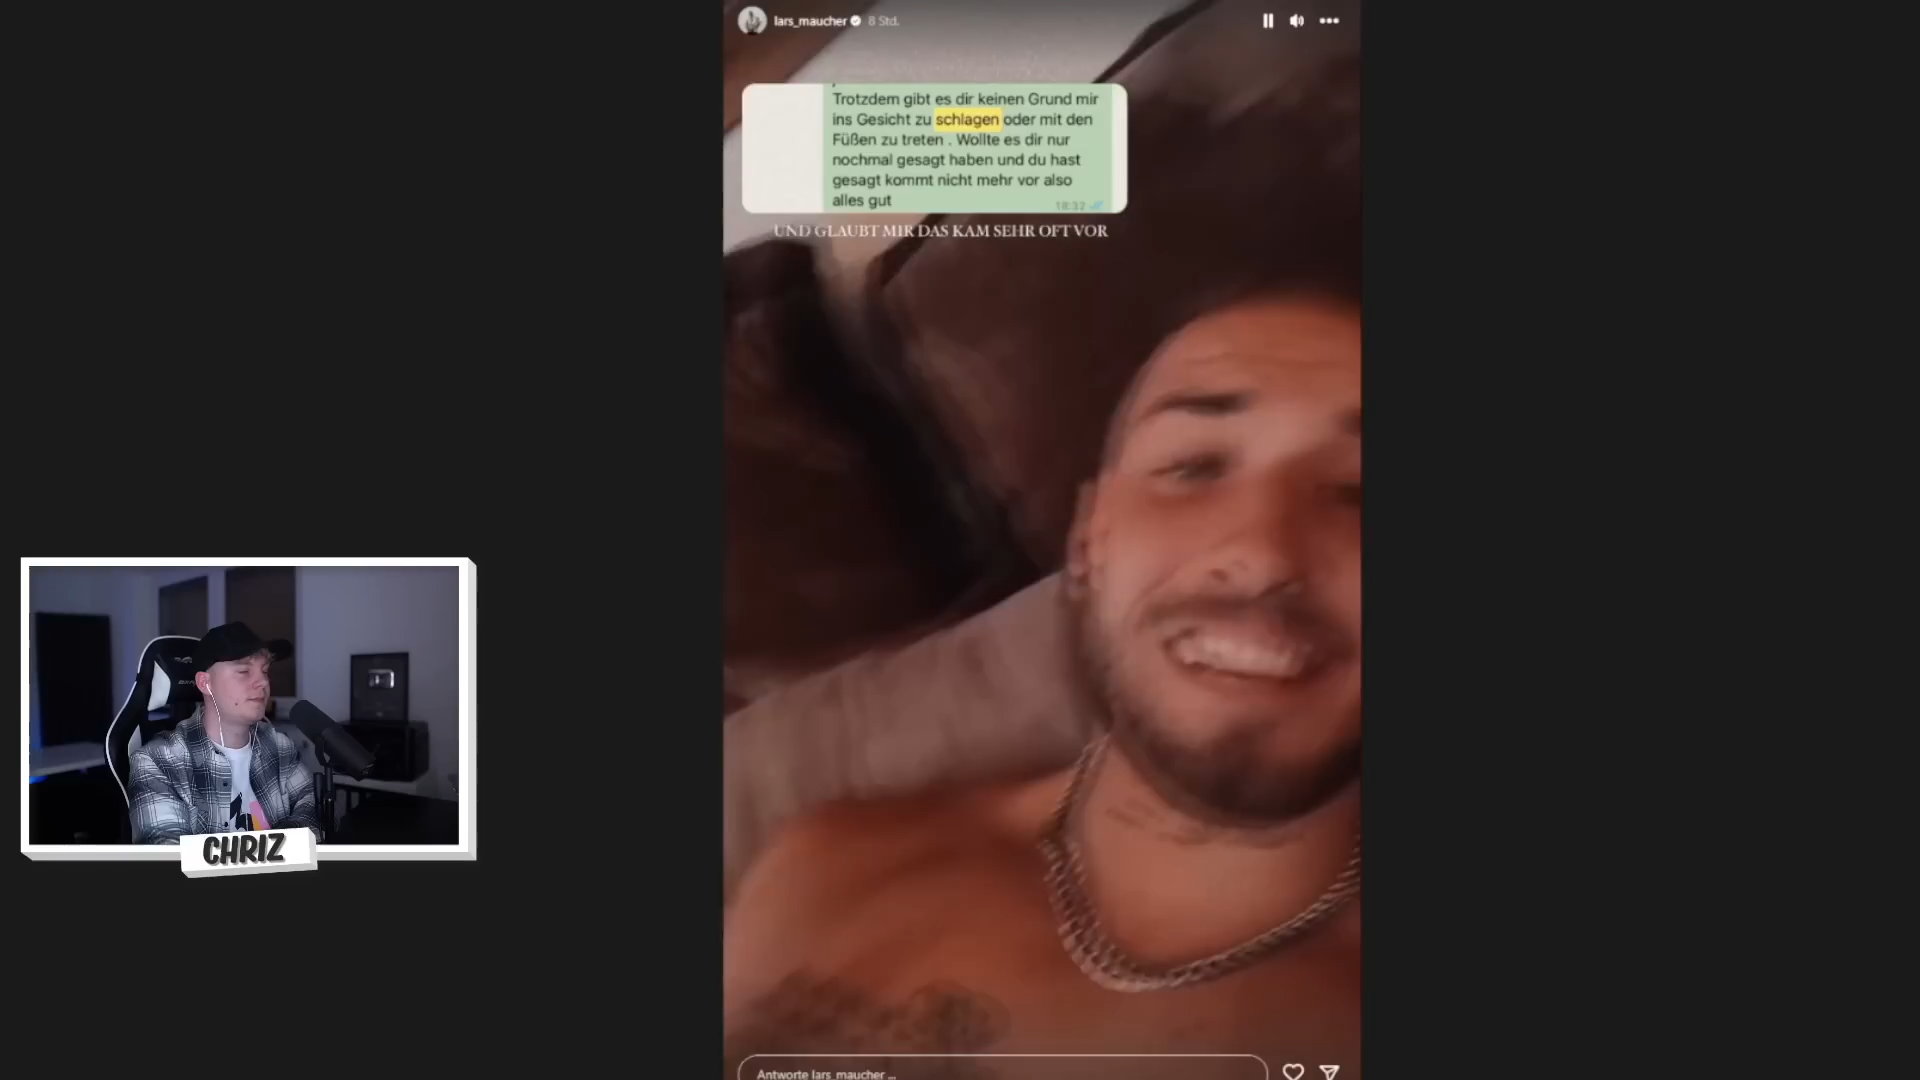 lars_maucher 8 Std.
Trotzdem gibt es dir keinen Grund mir
ins Gesicht zu schlagen oder mit den
Füßen zu treten . Wollte es dir nur
nochmal gesagt haben und du hast
gesagt kommt nicht mehr vor also
alles gut
18:32
UND GLAUBT MIR DAS KAM SEHR OFT VOR
CHRIZ
Antworte lars_maucher ...